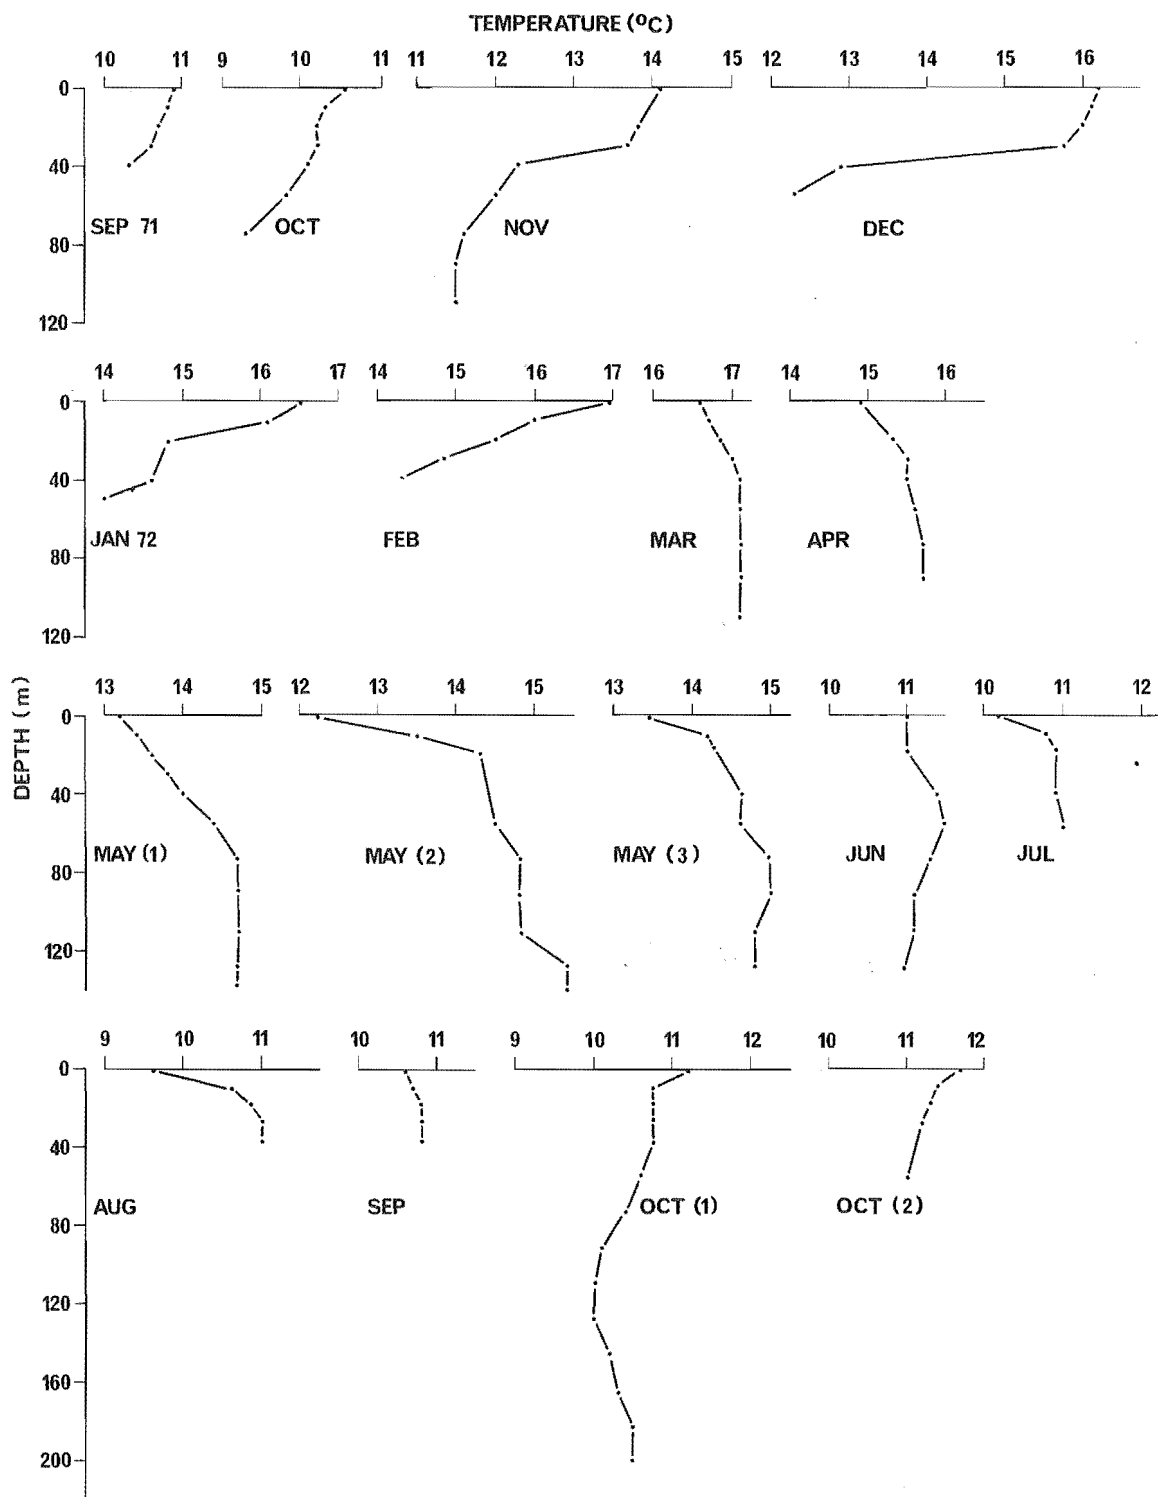 TEMPERATURE (ºC)
10 11 9 10 11 11 12 13 14 15 12 13 14 15 16
0
40
SEP 71 OCT NOV DEC
80
120
14 15 16 17 14 15 16 17 16 17 14 15 16
0
40
JAN 72 FEB MAR APR
80
120
DEPTH (m)
13 14 15 12 13 14 15 13 14 15 10 11 10 11 12
0
40
MAY (1) MAY (2) MAY (3) JUN JUL
80
120
9 10 11 10 11 9 10 11 12 10 11 12
0
40
AUG SEP OCT (1) OCT (2)
80
120
160
200